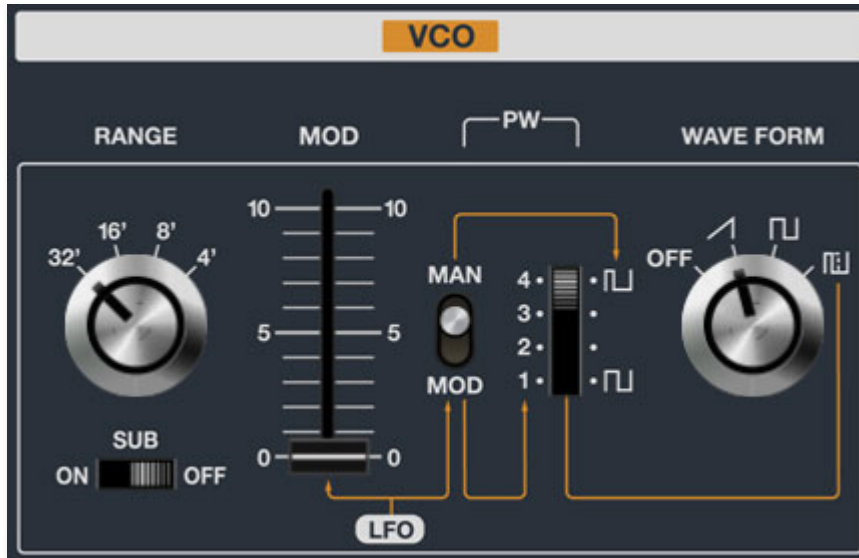 VCO
RANGE
MOD
PW
WAVE FORM
32' 16' 8' 4'
10 10
5 5
0 0
MAN
MOD
4
3
2
1
OFF
SUB
ON OFF
LFO